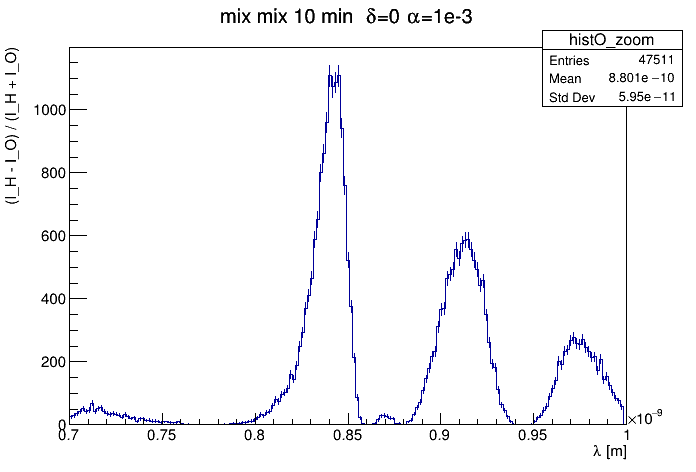 mix mix 10 min δ=0 α=1e-3
histO_zoom
Entries 47511
Mean 8.801e−10
Std Dev 5.95e−11
(I_H - I_O) / (I_H + I_O)
1000
800
600
400
200
0
0.7 0.75 0.8 0.85 0.9 0.95 1
×10⁻⁹
λ [m]